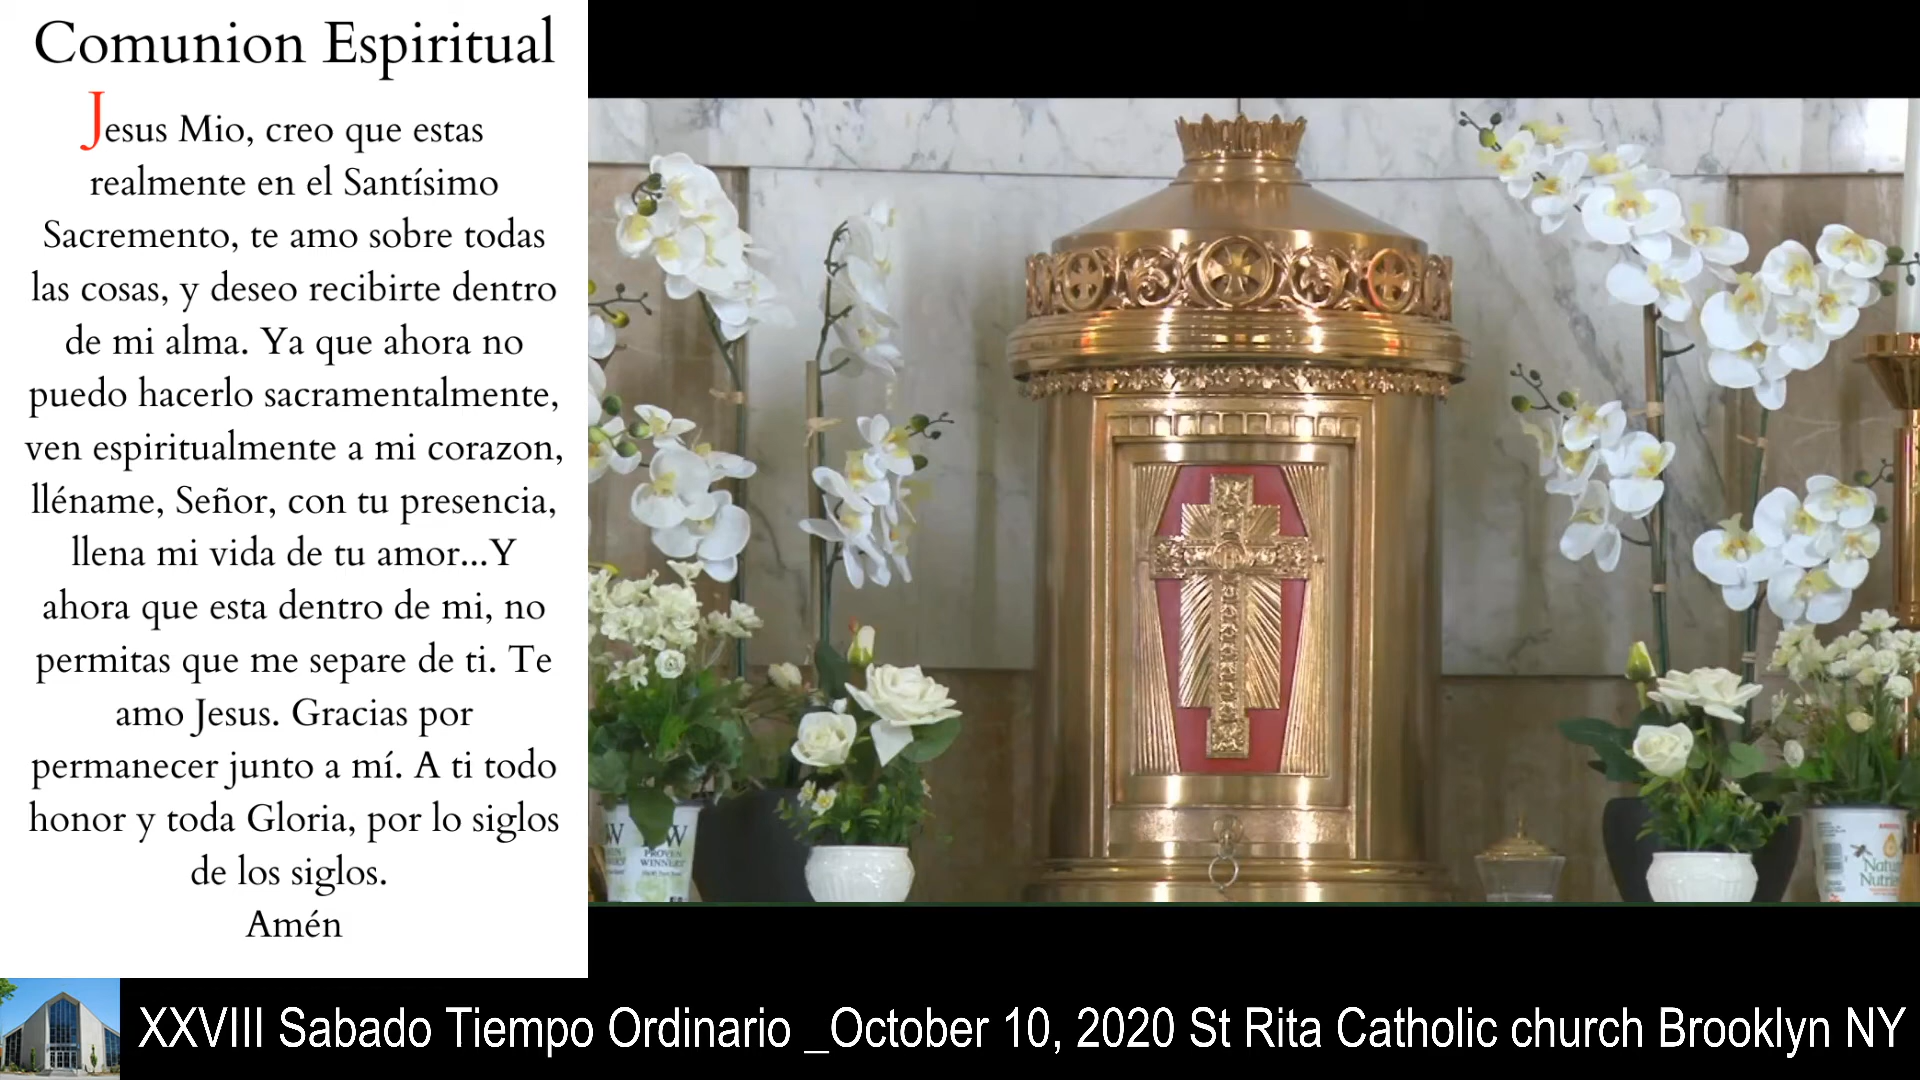 Comunion Espiritual
Jesus Mio, creo que estas
realmente en el Santísimo
Sacremento, te amo sobre todas
las cosas, y deseo recibirte dentro
de mi alma. Ya que ahora no
puedo hacerlo sacramentalmente,
ven espiritualmente a mi corazon,
lléname, Señor, con tu presencia,
llena mi vida de tu amor...Y
ahora que esta dentro de mi, no
permitas que me separe de ti. Te
amo Jesus. Gracias por
permanecer junto a mí. A ti todo
honor y toda Gloria, por lo siglos
de los siglos.
Amén
PROVEN
WINNERS
XXVIII Sabado Tiempo Ordinario _October 10, 2020 St Rita Catholic church Brooklyn NY